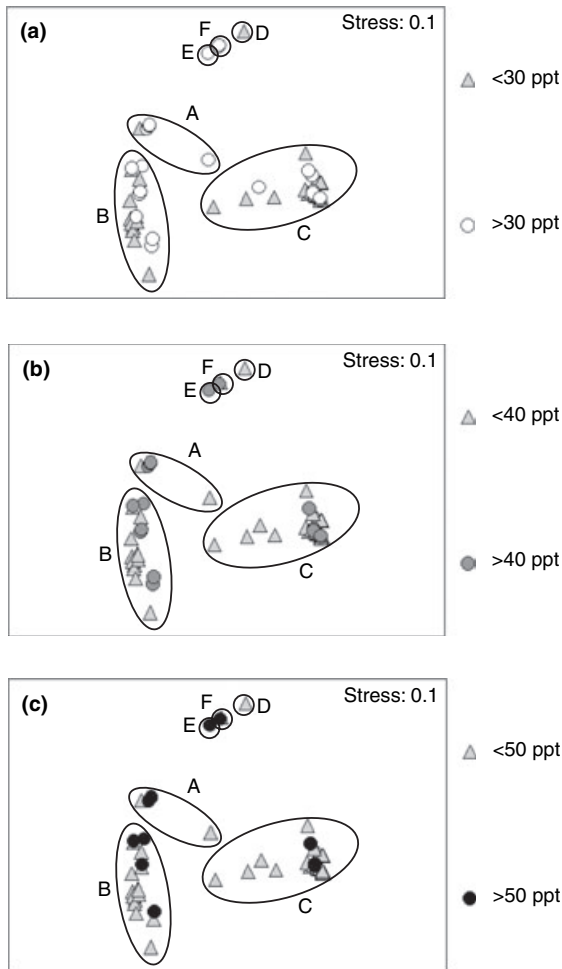 (a)
Stress: 0.1
F
D
E
A
B
C
<30 ppt
>30 ppt
(b)
Stress: 0.1
F
D
E
A
B
C
<40 ppt
>40 ppt
(c)
Stress: 0.1
F
D
E
A
B
C
<50 ppt
>50 ppt